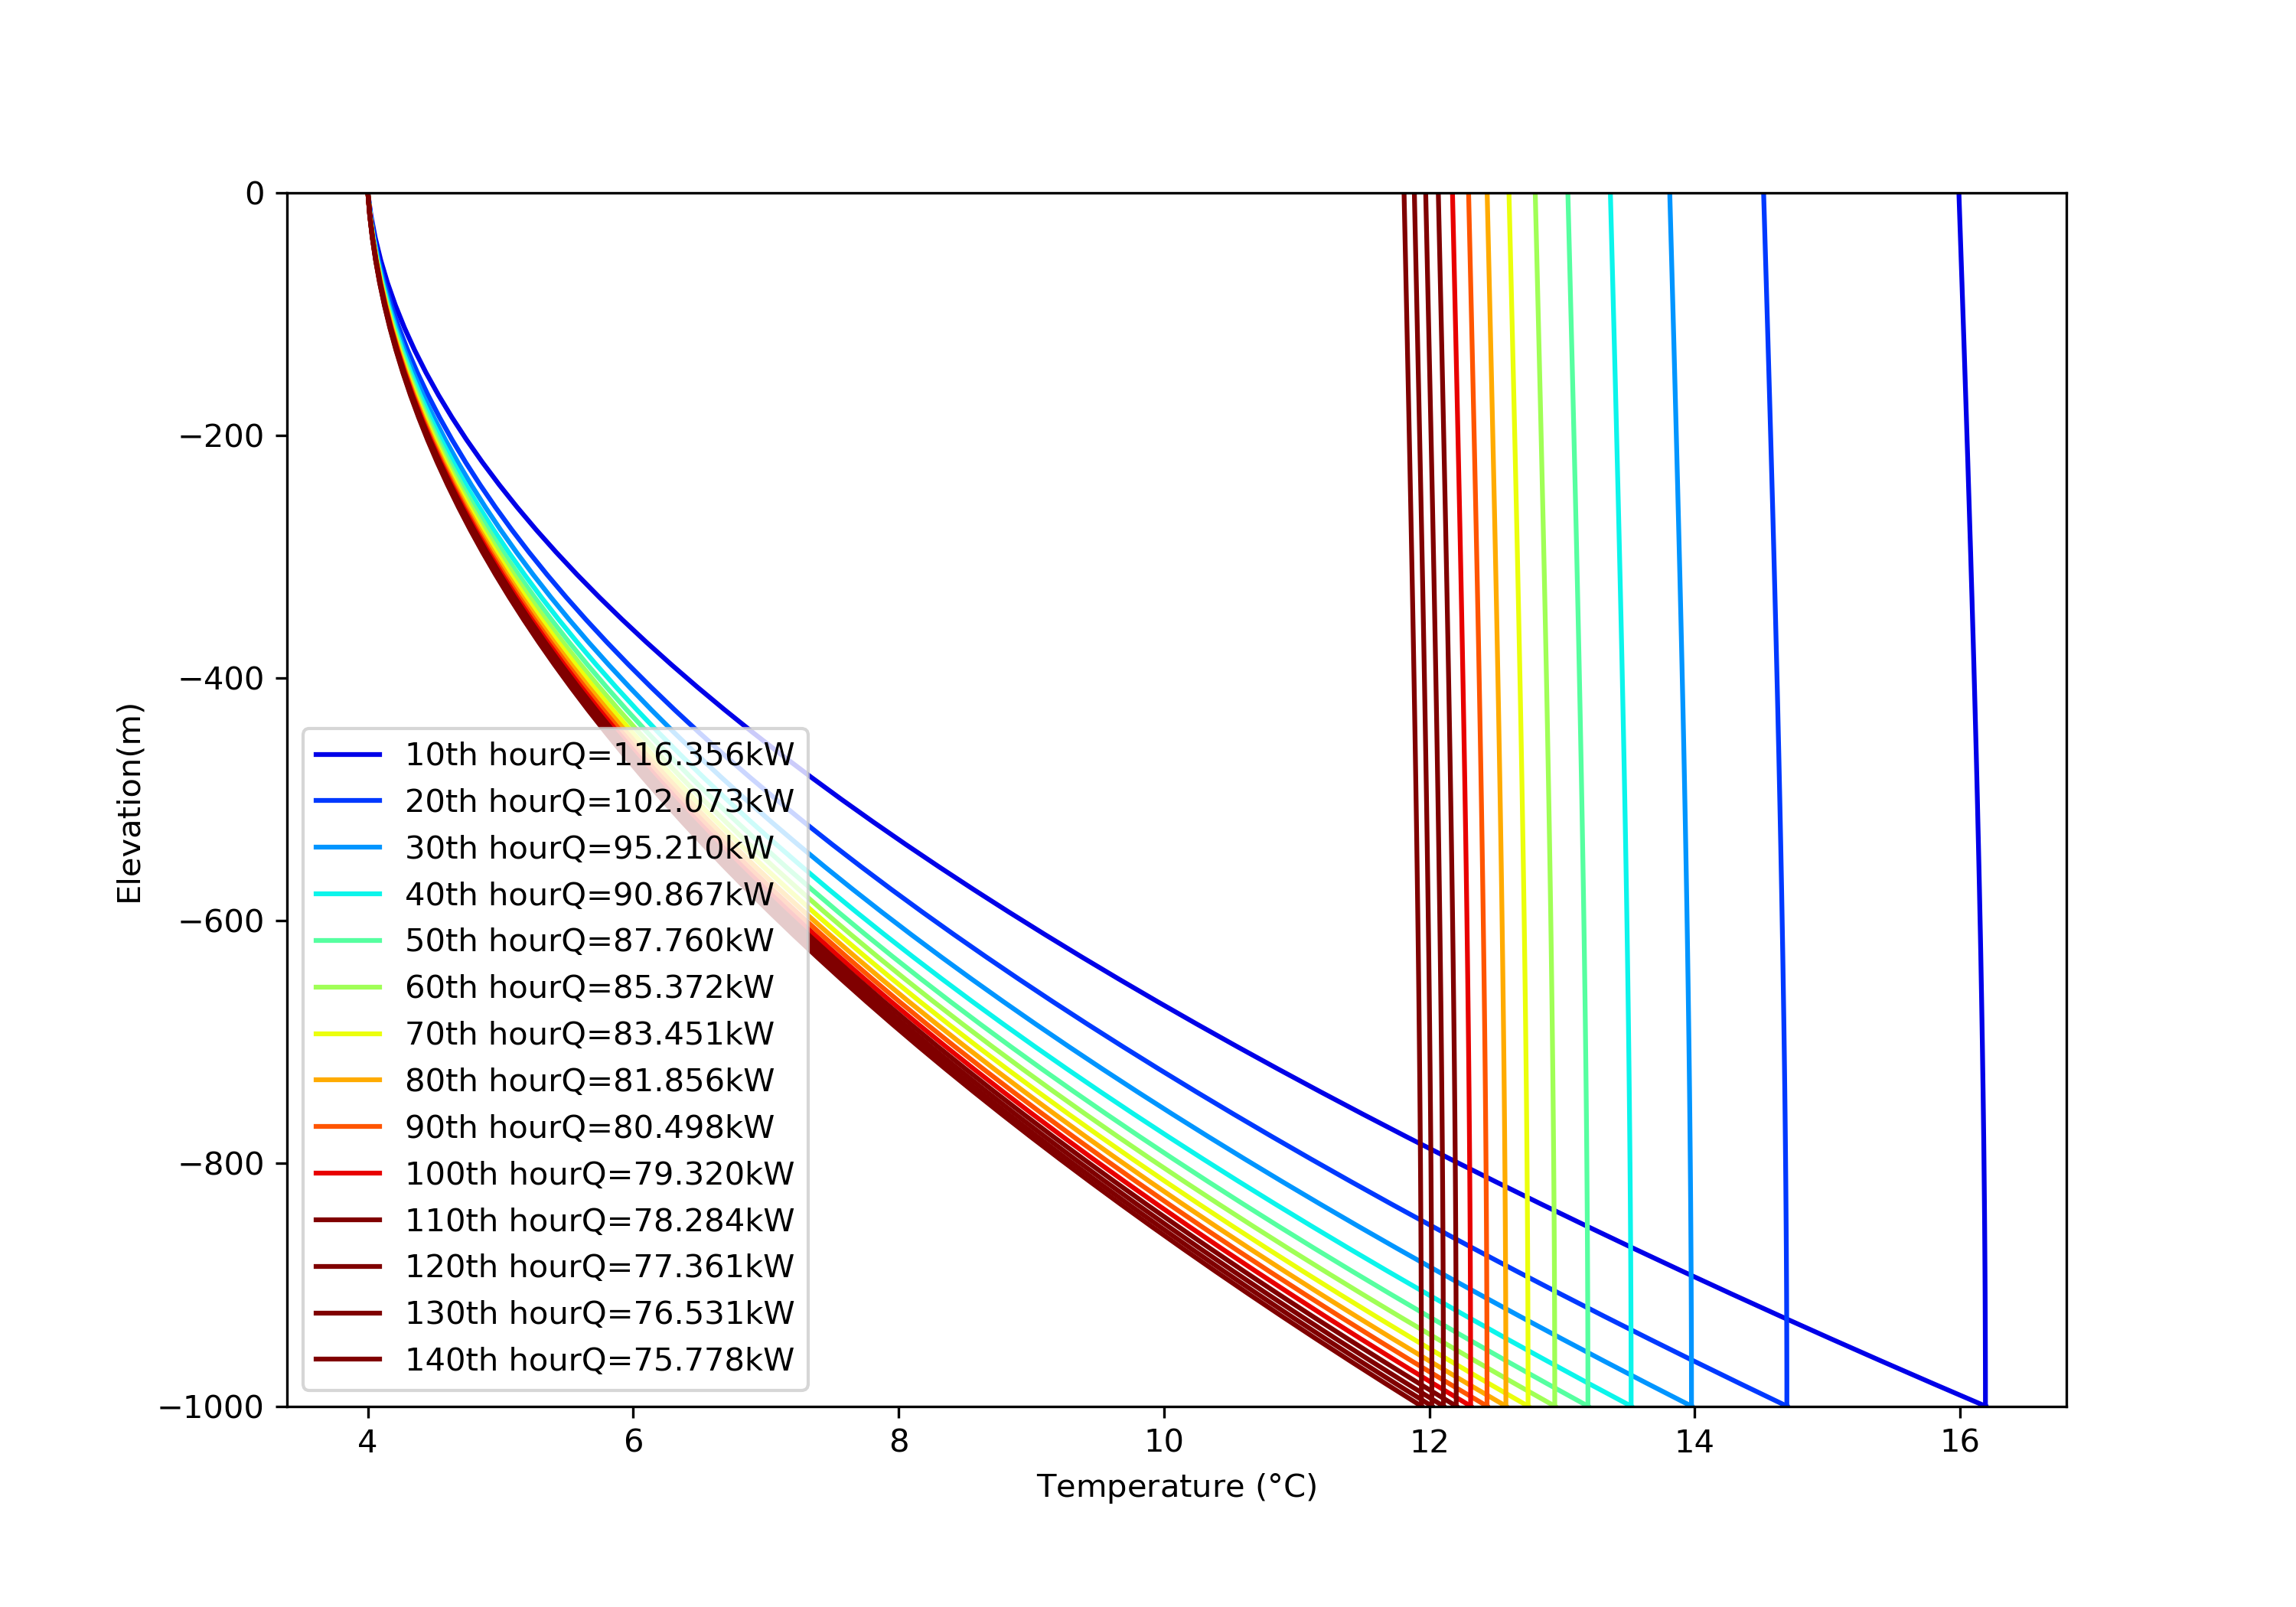 0
−200
−400
−600
−800
−1000
Elevation(m)
10th hourQ=116.356kW
20th hourQ=102.073kW
30th hourQ=95.210kW
40th hourQ=90.867kW
50th hourQ=87.760kW
60th hourQ=85.372kW
70th hourQ=83.451kW
80th hourQ=81.856kW
90th hourQ=80.498kW
100th hourQ=79.320kW
110th hourQ=78.284kW
120th hourQ=77.361kW
130th hourQ=76.531kW
140th hourQ=75.778kW
4 6 8 10 12 14 16
Temperature (°C)